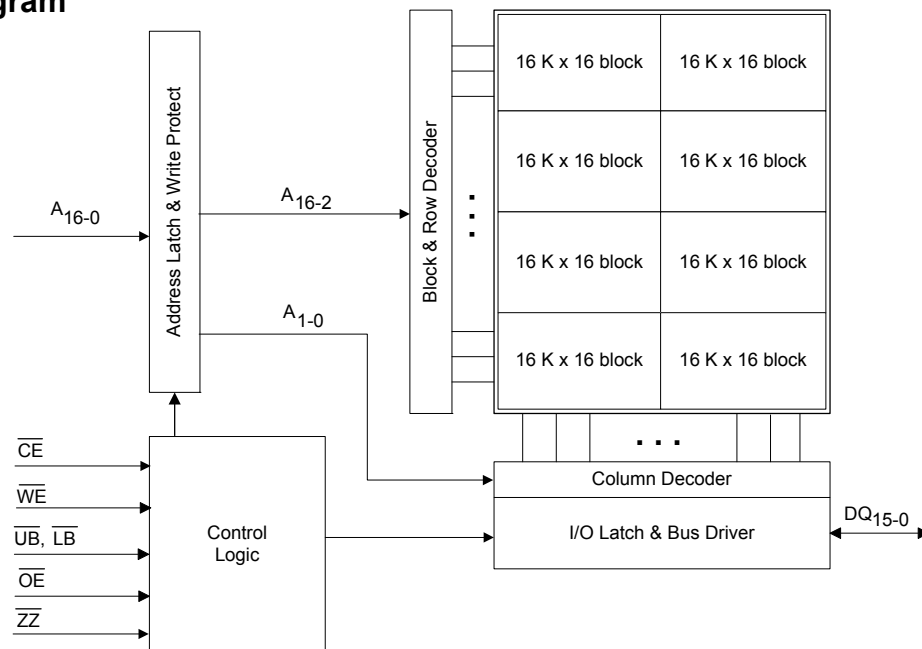 gram
Address Latch & Write Protect
A16-0
A16-2
A1-0
Block & Row Decoder
16 K x 16 block 16 K x 16 block
16 K x 16 block 16 K x 16 block
16 K x 16 block 16 K x 16 block
16 K x 16 block 16 K x 16 block
. . .
. . .
CE
WE
UB, LB
OE
ZZ
Control
Logic
Column Decoder
I/O Latch & Bus Driver
DQ15-0